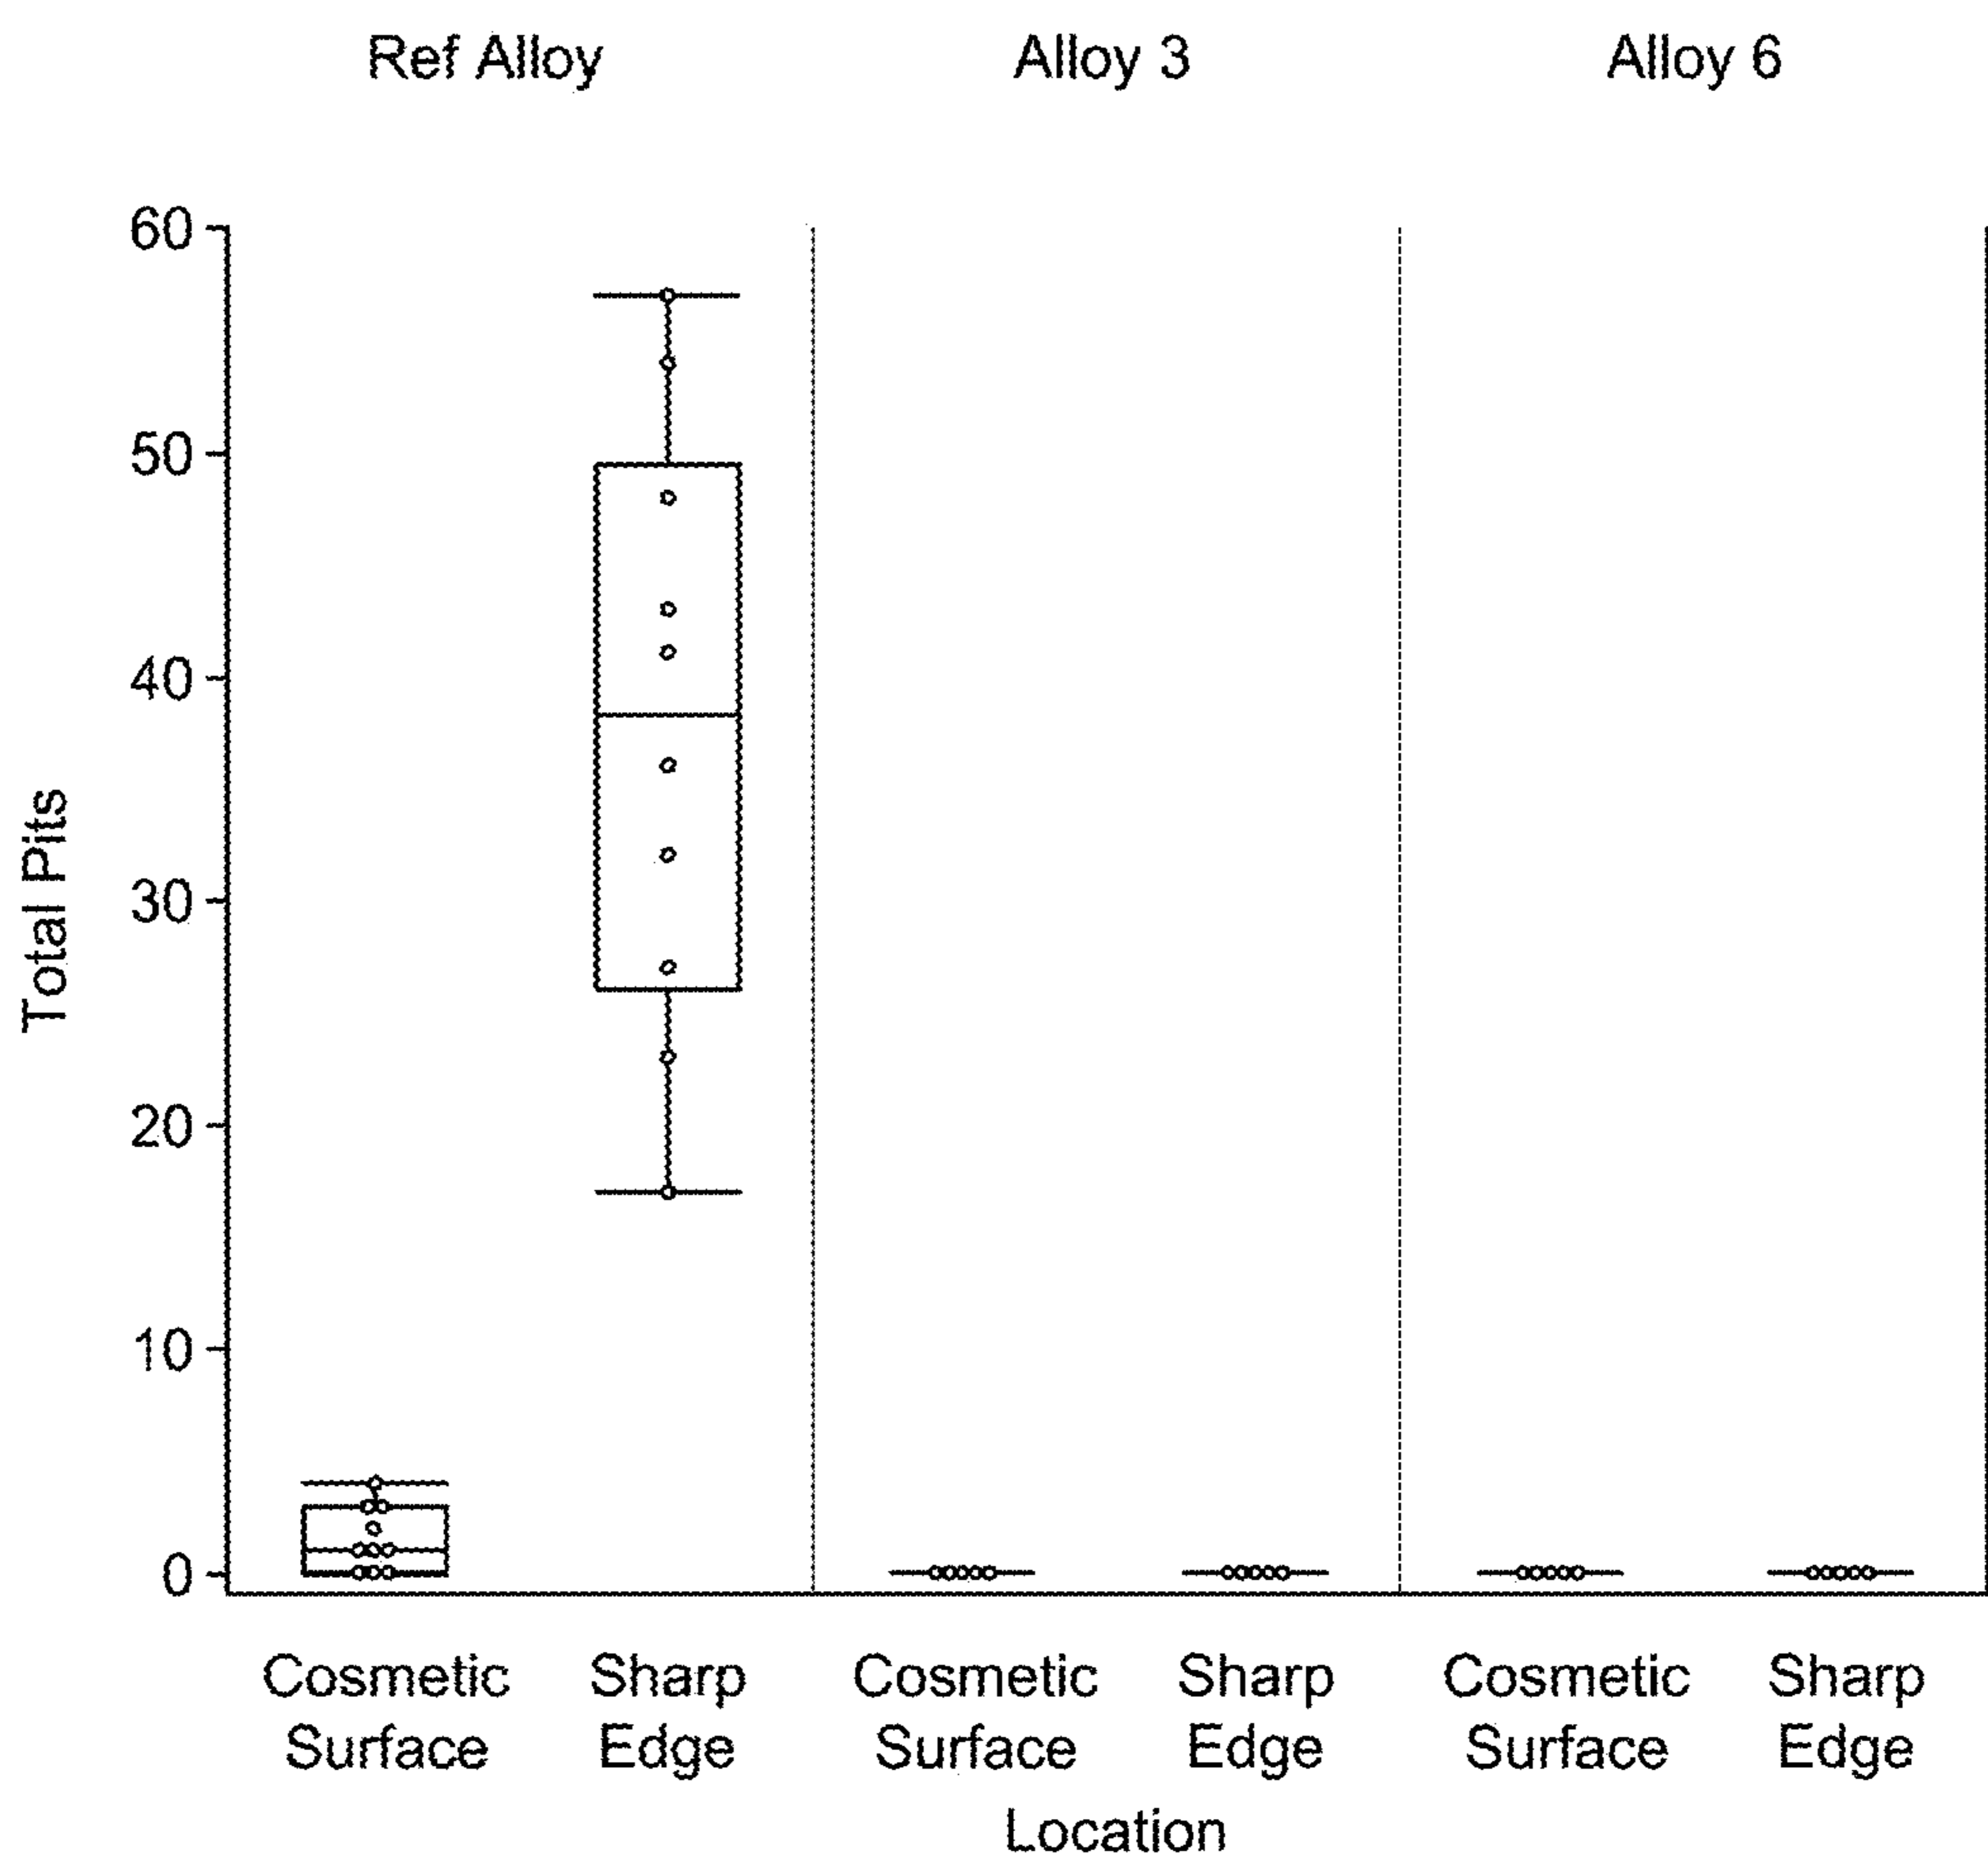 Ref Alloy
Alloy 3
Alloy 6
Total Pits
60
50
40
30
20
10
0
Cosmetic
Surface
Sharp
Edge
Cosmetic
Surface
Sharp
Edge
Cosmetic
Surface
Sharp
Edge
Location